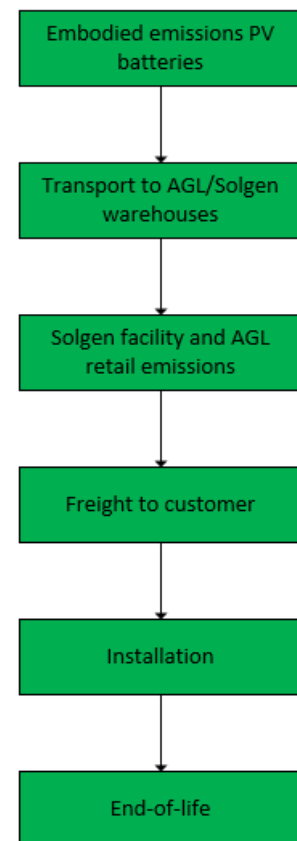 Embodied emissions PV
batteries
Transport to AGL/Solgen
warehouses
Solgen facility and AGL
retail emissions
Freight to customer
Installation
End-of-life